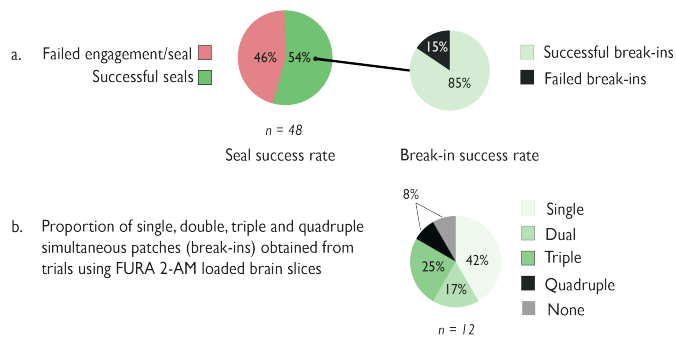 a.
Failed engagement/seal
Successful seals
46%
54%
n = 48
Seal success rate
15%
85%
Break-in success rate
Successful break-ins
Failed break-ins
b.
Proportion of single, double, triple and quadruple
simultaneous patches (break-ins) obtained from
trials using FURA 2-AM loaded brain slices
8%
42%
25%
17%
n = 12
Single
Dual
Triple
Quadruple
None